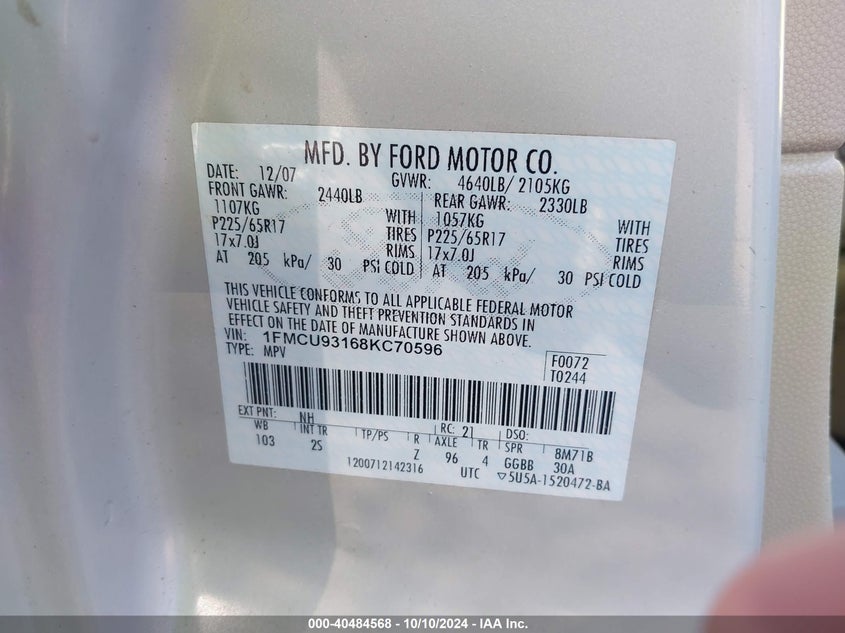 MFD. BY FORD MOTOR CO.
DATE: 12/07 GVWR: 4640LB/ 2105KG
FRONT GAWR: 2440LB REAR GAWR: 2330LB
1107KG WITH 1057KG WITH
P225/65R17 TIRES P225/65R17 TIRES
17x7.0J RIMS 17x7.0J RIMS
AT 205 kPa/ 30 PSI COLD AT 205 kPa/ 30 PSI COLD
THIS VEHICLE CONFORMS TO ALL APPLICABLE FEDERAL MOTOR
VEHICLE SAFETY AND THEFT PREVENTION STANDARDS IN
EFFECT ON THE DATE OF MANUFACTURE SHOWN ABOVE.
VIN: 1FMCU93168KC70596
TYPE: MPV
F0072
T0244
EXT PNT: NH RC: 21 DSO:
WB INT TR TP/PS R AXLE TR SPR 8M71B
103 2S Z 96 4 GGBB 30A
1200712142316 UTC ▽5U5A-1520472-BA
000-40484568 - 10/10/2024 - IAA Inc.